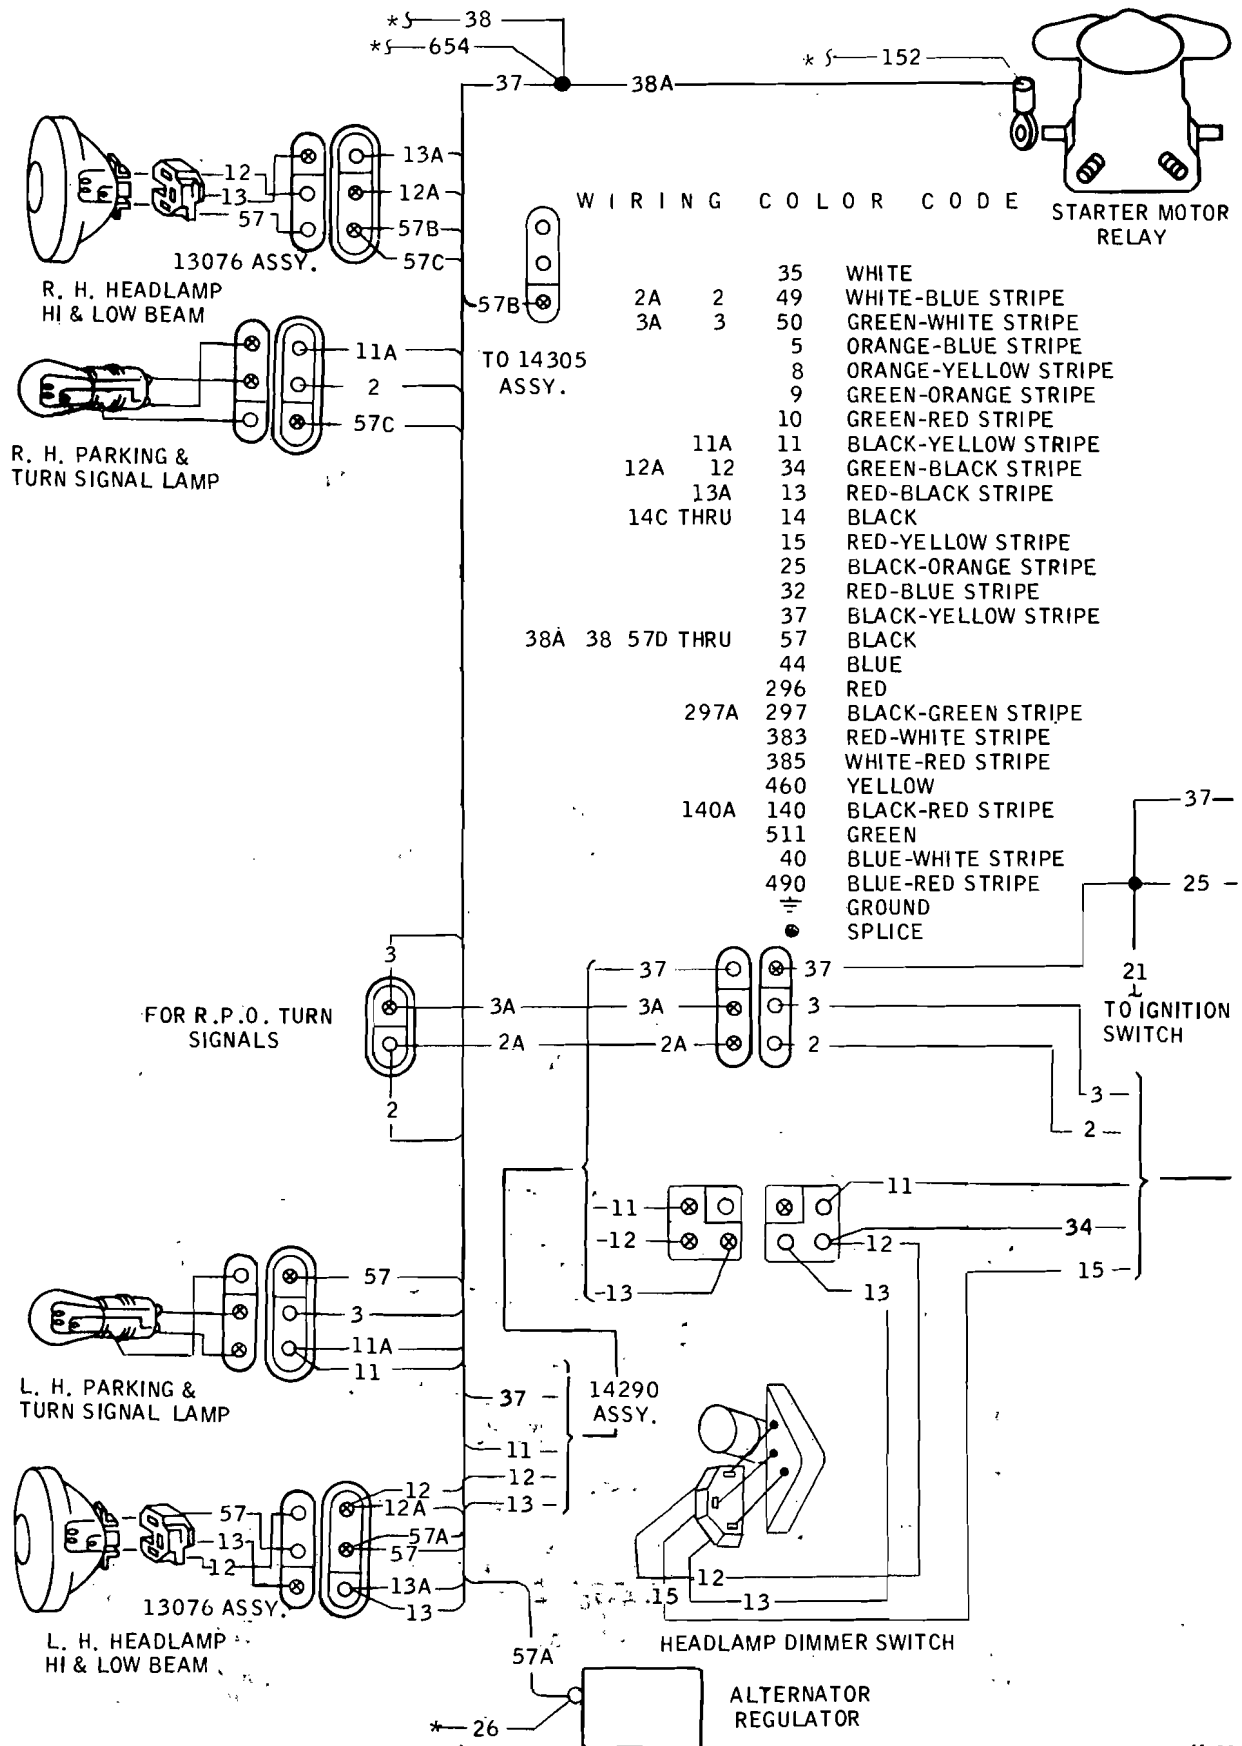 * 38
* 654
* 152
37
38A
13A
12
12A
13
57
57B
57C
13076 ASSY.
R. H. HEADLAMP
HI & LOW BEAM
STARTER MOTOR
RELAY
WIRING COLOR CODE
35 WHITE
2A 2 49 WHITE-BLUE STRIPE
3A 3 50 GREEN-WHITE STRIPE
5 ORANGE-BLUE STRIPE
8 ORANGE-YELLOW STRIPE
9 GREEN-ORANGE STRIPE
10 GREEN-RED STRIPE
11A 11 BLACK-YELLOW STRIPE
12A 12 34 GREEN-BLACK STRIPE
13A 13 RED-BLACK STRIPE
14C THRU 14 BLACK
15 RED-YELLOW STRIPE
25 BLACK-ORANGE STRIPE
32 RED-BLUE STRIPE
37 BLACK-YELLOW STRIPE
38A 38 57D THRU 57 BLACK
44 BLUE
296 RED
297A 297 BLACK-GREEN STRIPE
383 RED-WHITE STRIPE
385 WHITE-RED STRIPE
460 YELLOW
140A 140 BLACK-RED STRIPE
511 GREEN
40 BLUE-WHITE STRIPE
490 BLUE-RED STRIPE
GROUND
SPLICE
57B
TO 14305
ASSY.
11A
2
57C
R. H. PARKING &
TURN SIGNAL LAMP
37
25
21
TO IGNITION
SWITCH
3
FOR R.P.O. TURN
SIGNALS
3A
2A
2
37
3A
2A
37
3
2
3
2
11
12
13
11
34
12
13
15
57
3
11A
11
L. H. PARKING &
TURN SIGNAL LAMP
37
11
12
13
14290
ASSY.
57
13
12
12
12A
57A
57
13A
13
13076 ASSY.
L. H. HEADLAMP
HI & LOW BEAM
12
15
13
HEADLAMP DIMMER SWITCH
57A
* 26
ALTERNATOR
REGULATOR